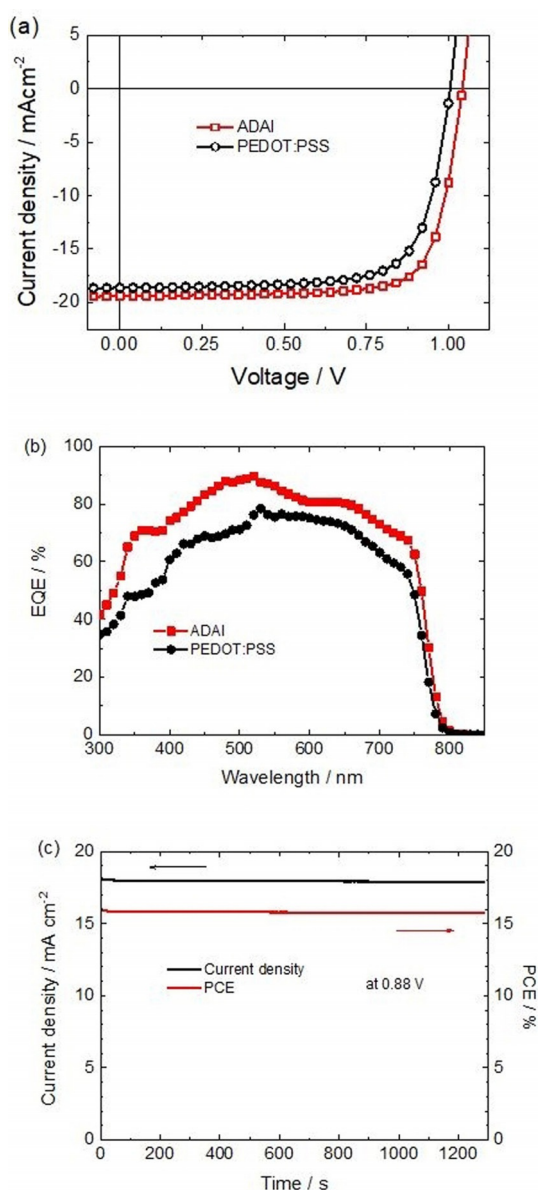 (a)
5
0
-5
-10
-15
-20
ADAI
PEDOT:PSS
Current density / mAcm-2
0.00 0.25 0.50 0.75 1.00
Voltage / V
(b)
100
80
60
40
20
0
ADAI
PEDOT:PSS
EQE / %
300 400 500 600 700 800
Wavelength / nm
(c)
20 20
15 15
10 10
5 5
0 0
Current density
PCE
at 0.88 V
Current density / mA cm-2
PCE / %
0 200 400 600 800 1000 1200
Time / s